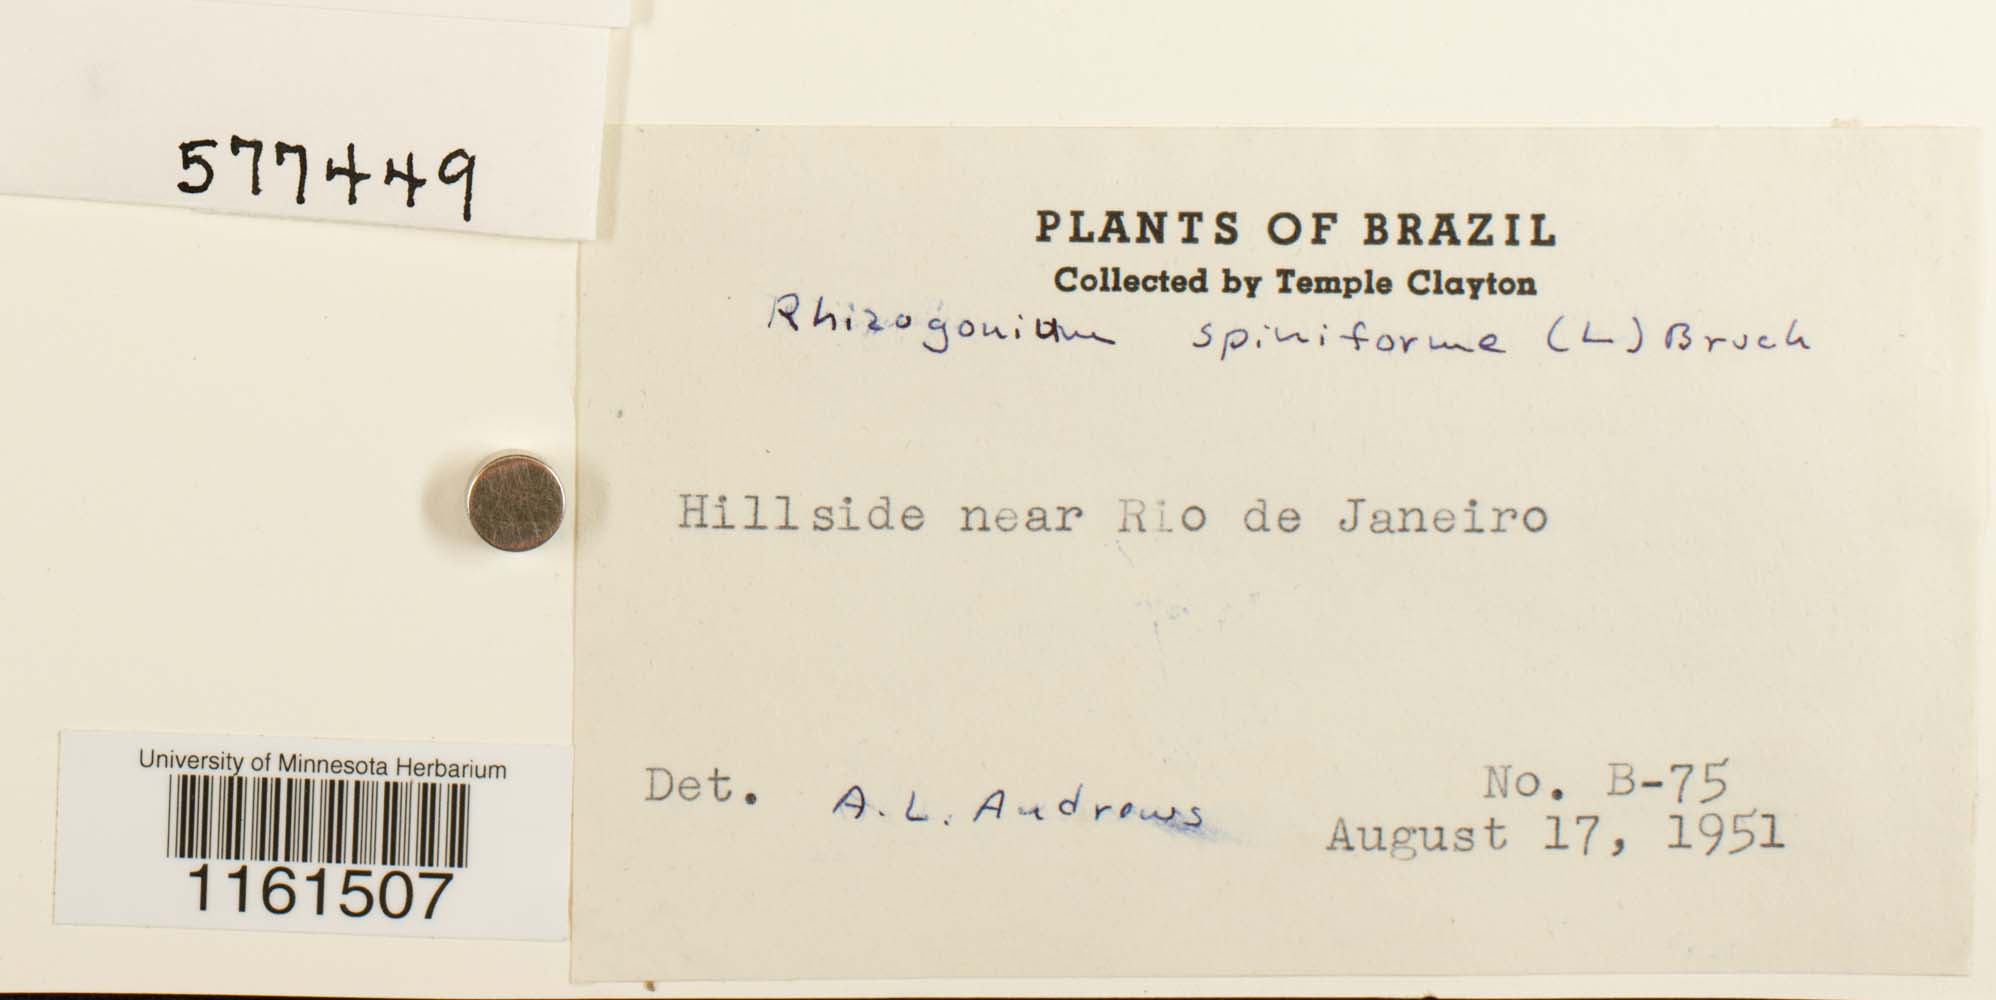 577449
PLANTS OF BRAZIL
Collected by Temple Clayton
Rhizogonium spiniforme (L) Bruch
Hillside near Rio de Janeiro
Det. A. L. Andrews
No. B-75
August 17, 1951
University of Minnesota Herbarium
1161507